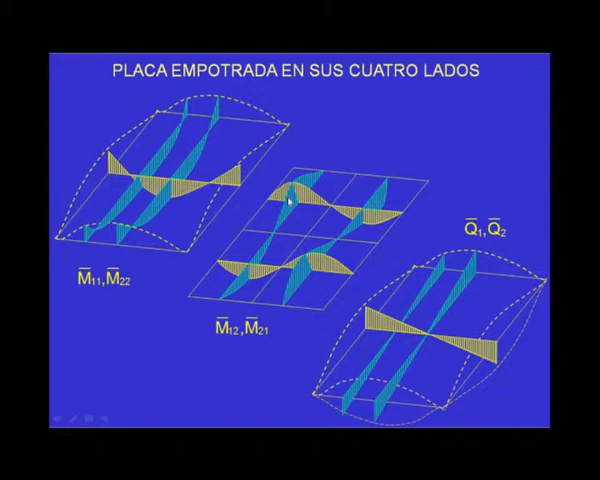 PLACA EMPOTRADA EN SUS CUATRO LADOS
Q̅₁,Q̅₂
M̅₁₁,M̅₂₂
M̅₁₂,M̅₂₁